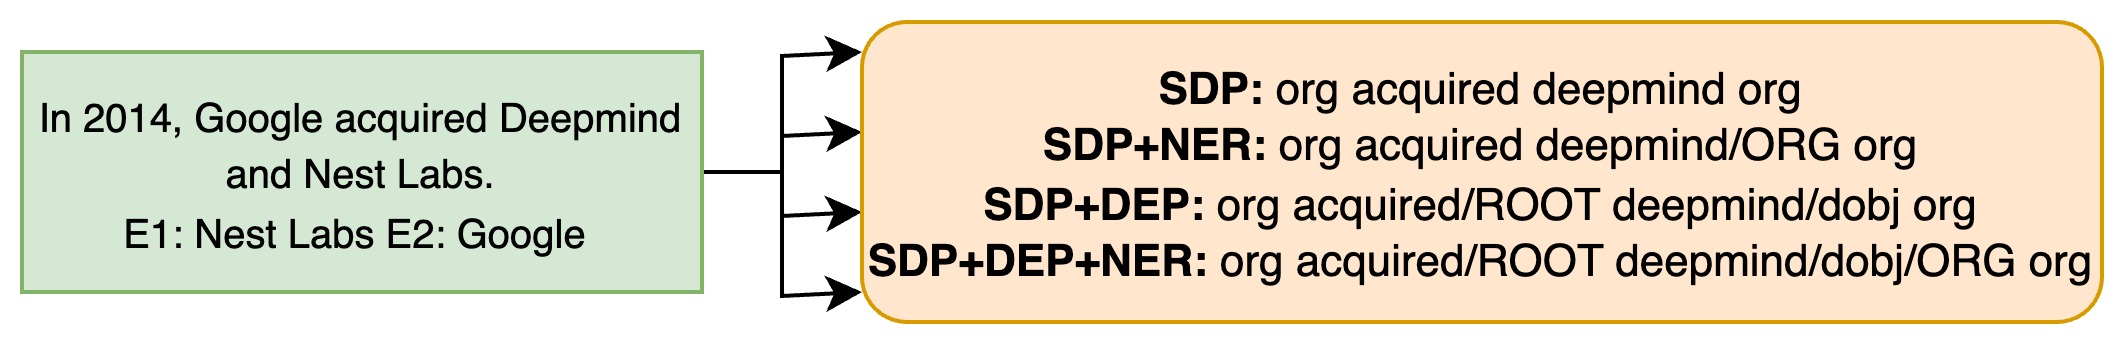 In 2014, Google acquired Deepmind
and Nest Labs.
E1: Nest Labs E2: Google
SDP: org acquired deepmind org
SDP+NER: org acquired deepmind/ORG org
SDP+DEP: org acquired/ROOT deepmind/dobj org
SDP+DEP+NER: org acquired/ROOT deepmind/dobj/ORG org